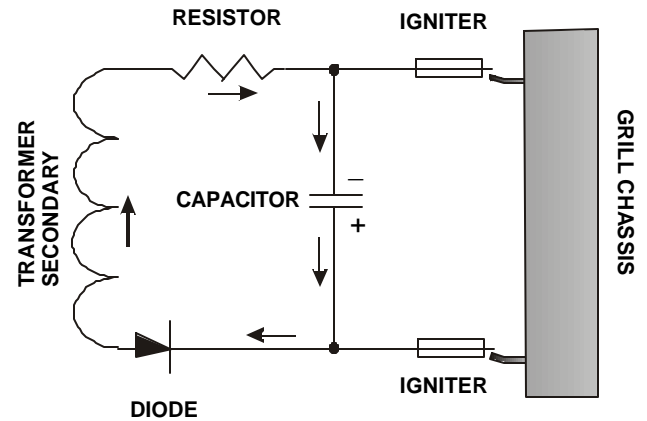 RESISTOR
IGNITER
TRANSFORMER
SECONDARY
CAPACITOR
–
+
GRILL CHASSIS
IGNITER
DIODE